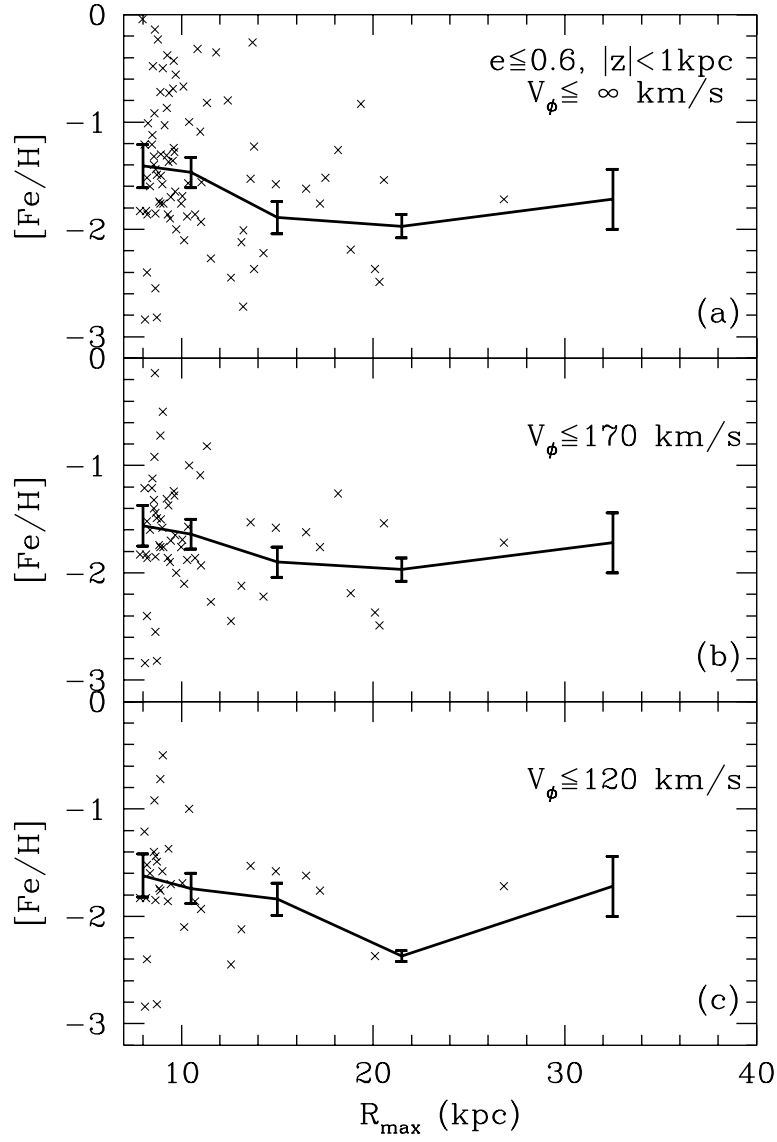 e≦0.6, |z|<1kpc
V_ϕ≦ ∞ km/s
0
−1
−2
−3
[Fe/H]
(a)
V_ϕ≦170 km/s
0
−1
−2
−3
[Fe/H]
(b)
V_ϕ≦120 km/s
0
−1
−2
−3
[Fe/H]
(c)
10 20 30 40
R_max (kpc)